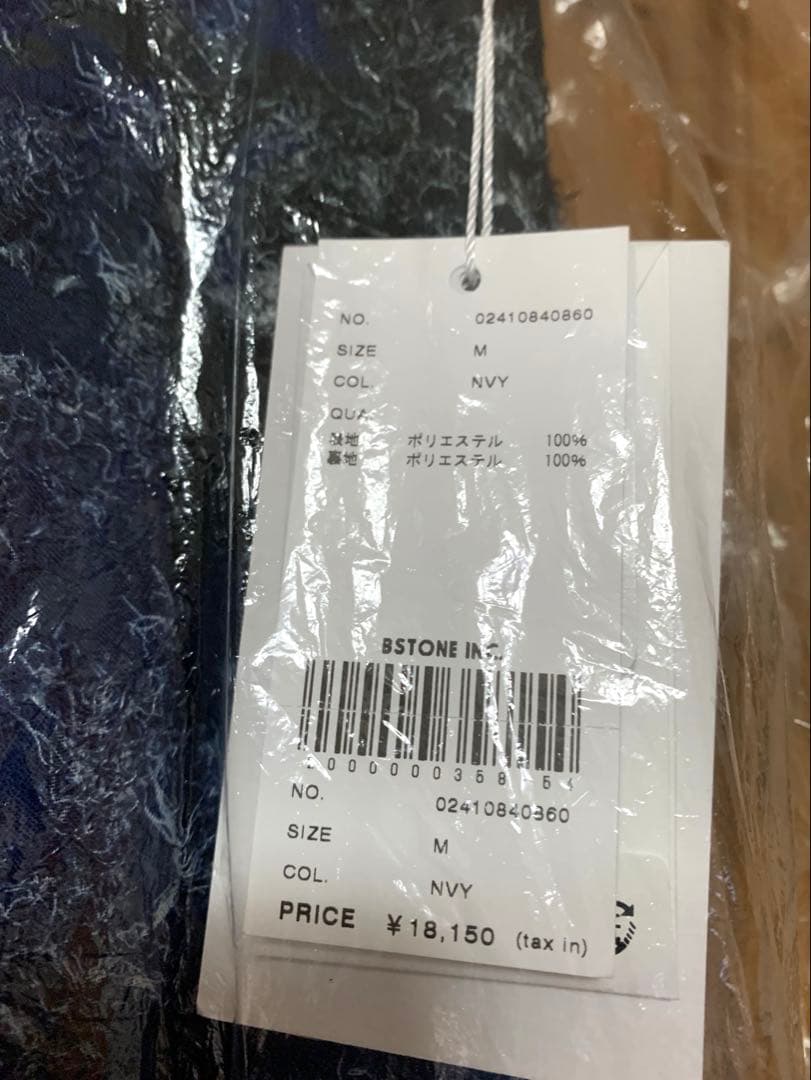 NO. 02410840860
SIZE M
COL. NVY
QUA.
表地 ポリエステル 100%
裏地 ポリエステル 100%
BSTONE INC.
NO. 02410840860
SIZE M
COL. NVY
PRICE ¥18,150 (tax in)